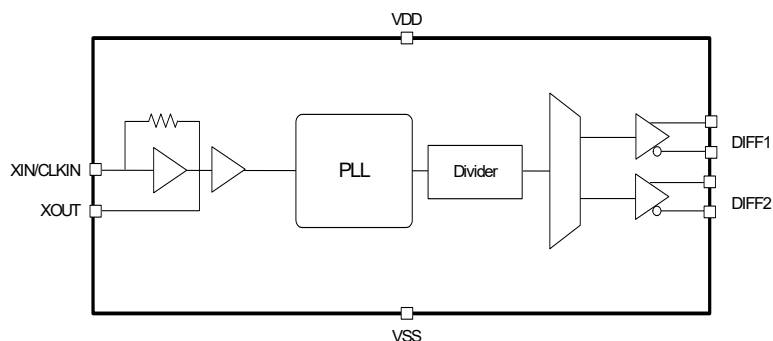 VDD
XIN/CLKIN
XOUT
PLL
Divider
DIFF1
DIFF2
VSS